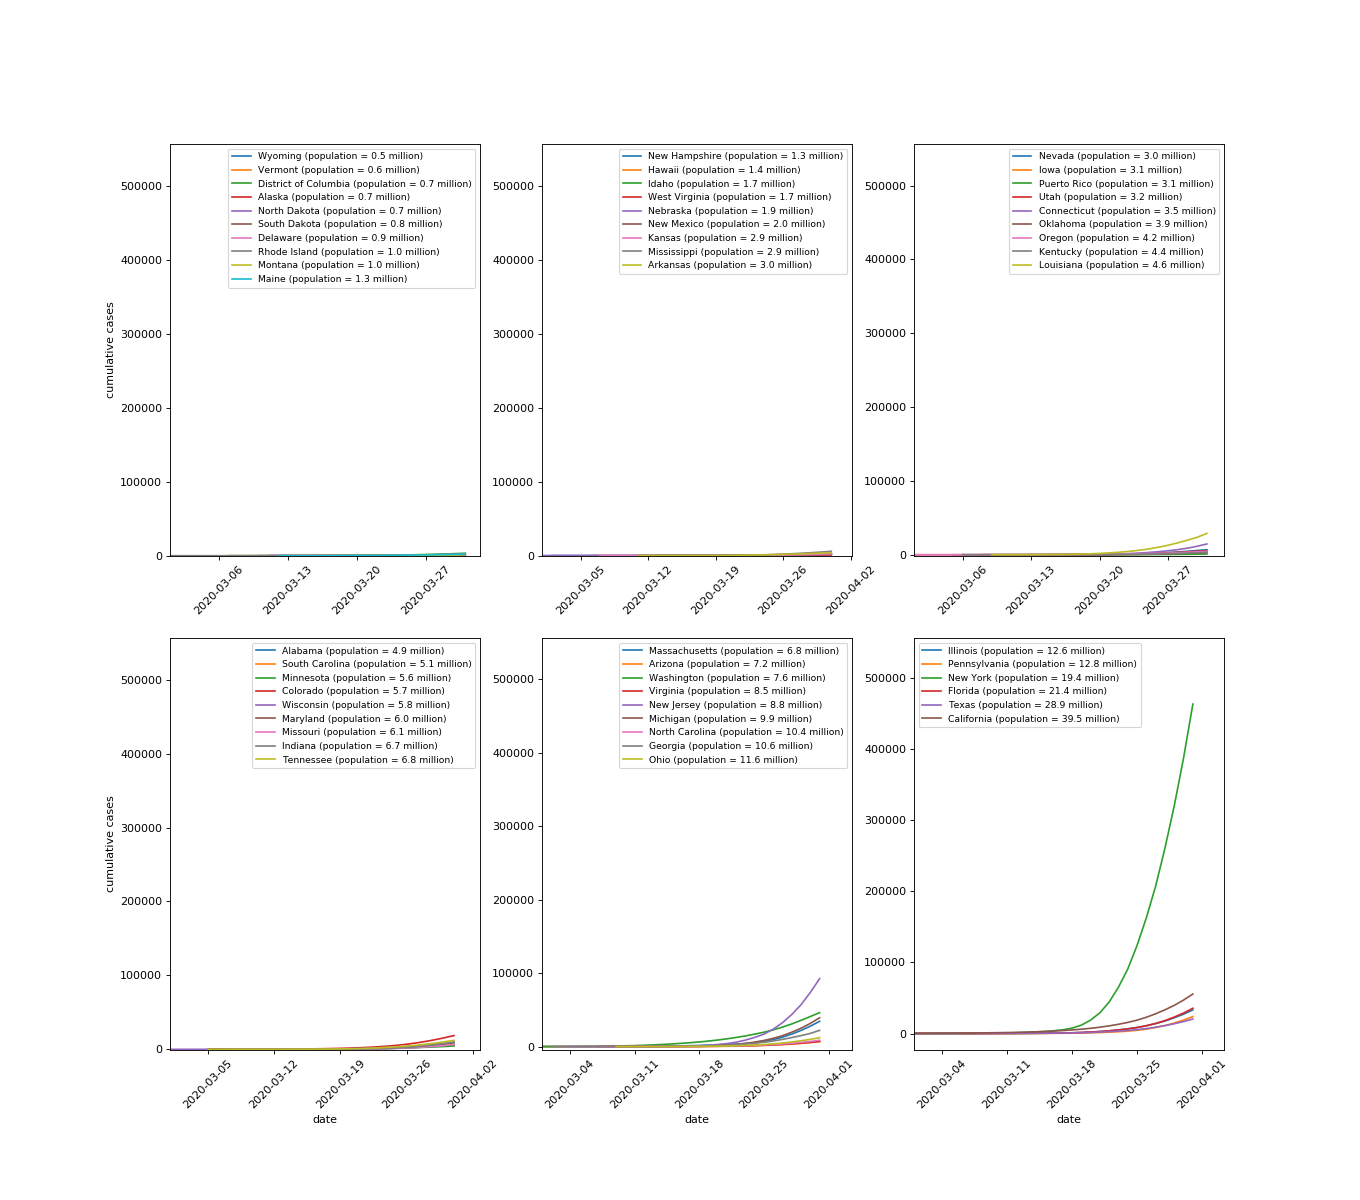 Wyoming (population = 0.5 million)
Vermont (population = 0.6 million)
District of Columbia (population = 0.7 million)
Alaska (population = 0.7 million)
North Dakota (population = 0.7 million)
South Dakota (population = 0.8 million)
Delaware (population = 0.9 million)
Rhode Island (population = 1.0 million)
Montana (population = 1.0 million)
Maine (population = 1.3 million)
500000
400000
300000
200000
100000
0
cumulative cases
2020-03-06
2020-03-13
2020-03-20
2020-03-27
New Hampshire (population = 1.3 million)
Hawaii (population = 1.4 million)
Idaho (population = 1.7 million)
West Virginia (population = 1.7 million)
Nebraska (population = 1.9 million)
New Mexico (population = 2.0 million)
Kansas (population = 2.9 million)
Mississippi (population = 2.9 million)
Arkansas (population = 3.0 million)
500000
400000
300000
200000
100000
0
2020-03-05
2020-03-12
2020-03-19
2020-03-26
2020-04-02
Nevada (population = 3.0 million)
Iowa (population = 3.1 million)
Puerto Rico (population = 3.1 million)
Utah (population = 3.2 million)
Connecticut (population = 3.5 million)
Oklahoma (population = 3.9 million)
Oregon (population = 4.2 million)
Kentucky (population = 4.4 million)
Louisiana (population = 4.6 million)
500000
400000
300000
200000
100000
0
2020-03-06
2020-03-13
2020-03-20
2020-03-27
Alabama (population = 4.9 million)
South Carolina (population = 5.1 million)
Minnesota (population = 5.6 million)
Colorado (population = 5.7 million)
Wisconsin (population = 5.8 million)
Maryland (population = 6.0 million)
Missouri (population = 6.1 million)
Indiana (population = 6.7 million)
Tennessee (population = 6.8 million)
500000
400000
300000
200000
100000
0
cumulative cases
2020-03-05
2020-03-12
2020-03-19
2020-03-26
2020-04-02
date
Massachusetts (population = 6.8 million)
Arizona (population = 7.2 million)
Washington (population = 7.6 million)
Virginia (population = 8.5 million)
New Jersey (population = 8.8 million)
Michigan (population = 9.9 million)
North Carolina (population = 10.4 million)
Georgia (population = 10.6 million)
Ohio (population = 11.6 million)
500000
400000
300000
200000
100000
0
2020-03-04
2020-03-11
2020-03-18
2020-03-25
2020-04-01
date
Illinois (population = 12.6 million)
Pennsylvania (population = 12.8 million)
New York (population = 19.4 million)
Florida (population = 21.4 million)
Texas (population = 28.9 million)
California (population = 39.5 million)
500000
400000
300000
200000
100000
0
2020-03-04
2020-03-11
2020-03-18
2020-03-25
2020-04-01
date